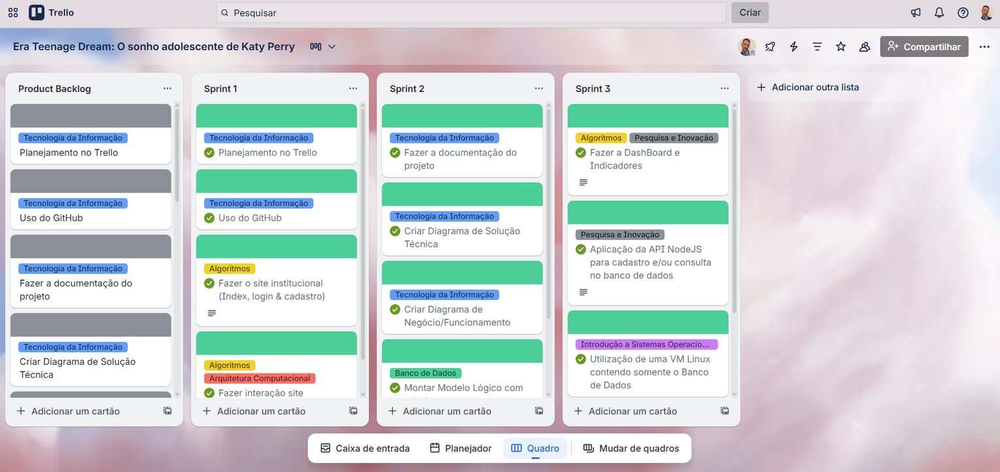 Trello
Pesquisar
Criar
Era Teenage Dream: O sonho adolescente de Katy Perry
Compartilhar
Product Backlog
Tecnologia da Informação
Planejamento no Trello
Tecnologia da Informação
Uso do GitHub
Tecnologia da Informação
Fazer a documentação do
projeto
Tecnologia da Informação
Criar Diagrama de Solução
Técnica
Adicionar um cartão
Sprint 1
Tecnologia da Informação
Planejamento no Trello
Tecnologia da Informação
Uso do GitHub
Algoritmos
Fazer o site institucional
(Index, login & cadastro)
Algoritmos
Arquitetura Computacional
Fazer interação site
Adicionar um cartão
Sprint 2
Tecnologia da Informação
Fazer a documentação do
projeto
Tecnologia da Informação
Criar Diagrama de Solução
Técnica
Tecnologia da Informação
Criar Diagrama de
Negócio/Funcionamento
Banco de Dados
Montar Modelo Lógico com
Adicionar um cartão
Sprint 3
Algoritmos Pesquisa e Inovação
Fazer a DashBoard e
Indicadores
Pesquisa e Inovação
Aplicação da API NodeJS
para cadastro e/ou consulta
no banco de dados
Introdução a Sistemas Operacio...
Utilização de uma VM Linux
contendo somente o Banco
de Dados
Adicionar um cartão
Adicionar outra lista
Caixa de entrada
Planejador
Quadro
Mudar de quadros